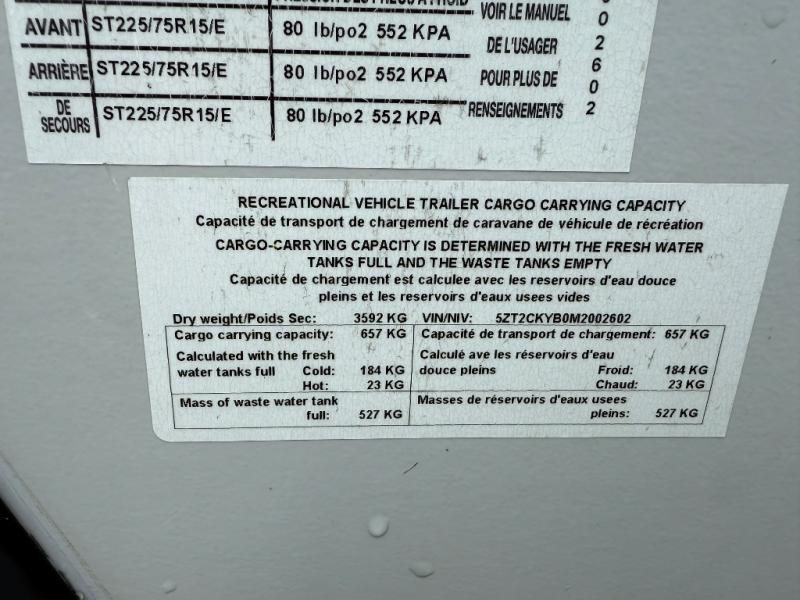 AVANT ST225/75R15/E 80 lb/po2 552 KPA
ARRIÈRE ST225/75R15/E 80 lb/po2 552 KPA
DE SECOURS ST225/75R15/E 80 lb/po2 552 KPA
VOIR LE MANUEL
DE L'USAGER
POUR PLUS DE
RENSEIGNEMENTS
0
2
6
0
2
RECREATIONAL VEHICLE TRAILER CARGO CARRYING CAPACITY
Capacité de transport de chargement de caravane de véhicule de récréation
CARGO-CARRYING CAPACITY IS DETERMINED WITH THE FRESH WATER
TANKS FULL AND THE WASTE TANKS EMPTY
Capacité de chargement est calculee avec les reservoirs d'eau douce
pleins et les reservoirs d'eaux usees vides
Dry weight/Poids Sec: 3592 KG VIN/NIV: 5ZT2CKYB0M2002602
Cargo carrying capacity: 657 KG Capacité de transport de chargement: 657 KG
Calculated with the fresh Calculé ave les réservoirs d'eau
water tanks full Cold: 184 KG douce pleins Froid: 184 KG
Hot: 23 KG Chaud: 23 KG
Mass of waste water tank Masses de réservoirs d'eaux usees
full: 527 KG pleins: 527 KG